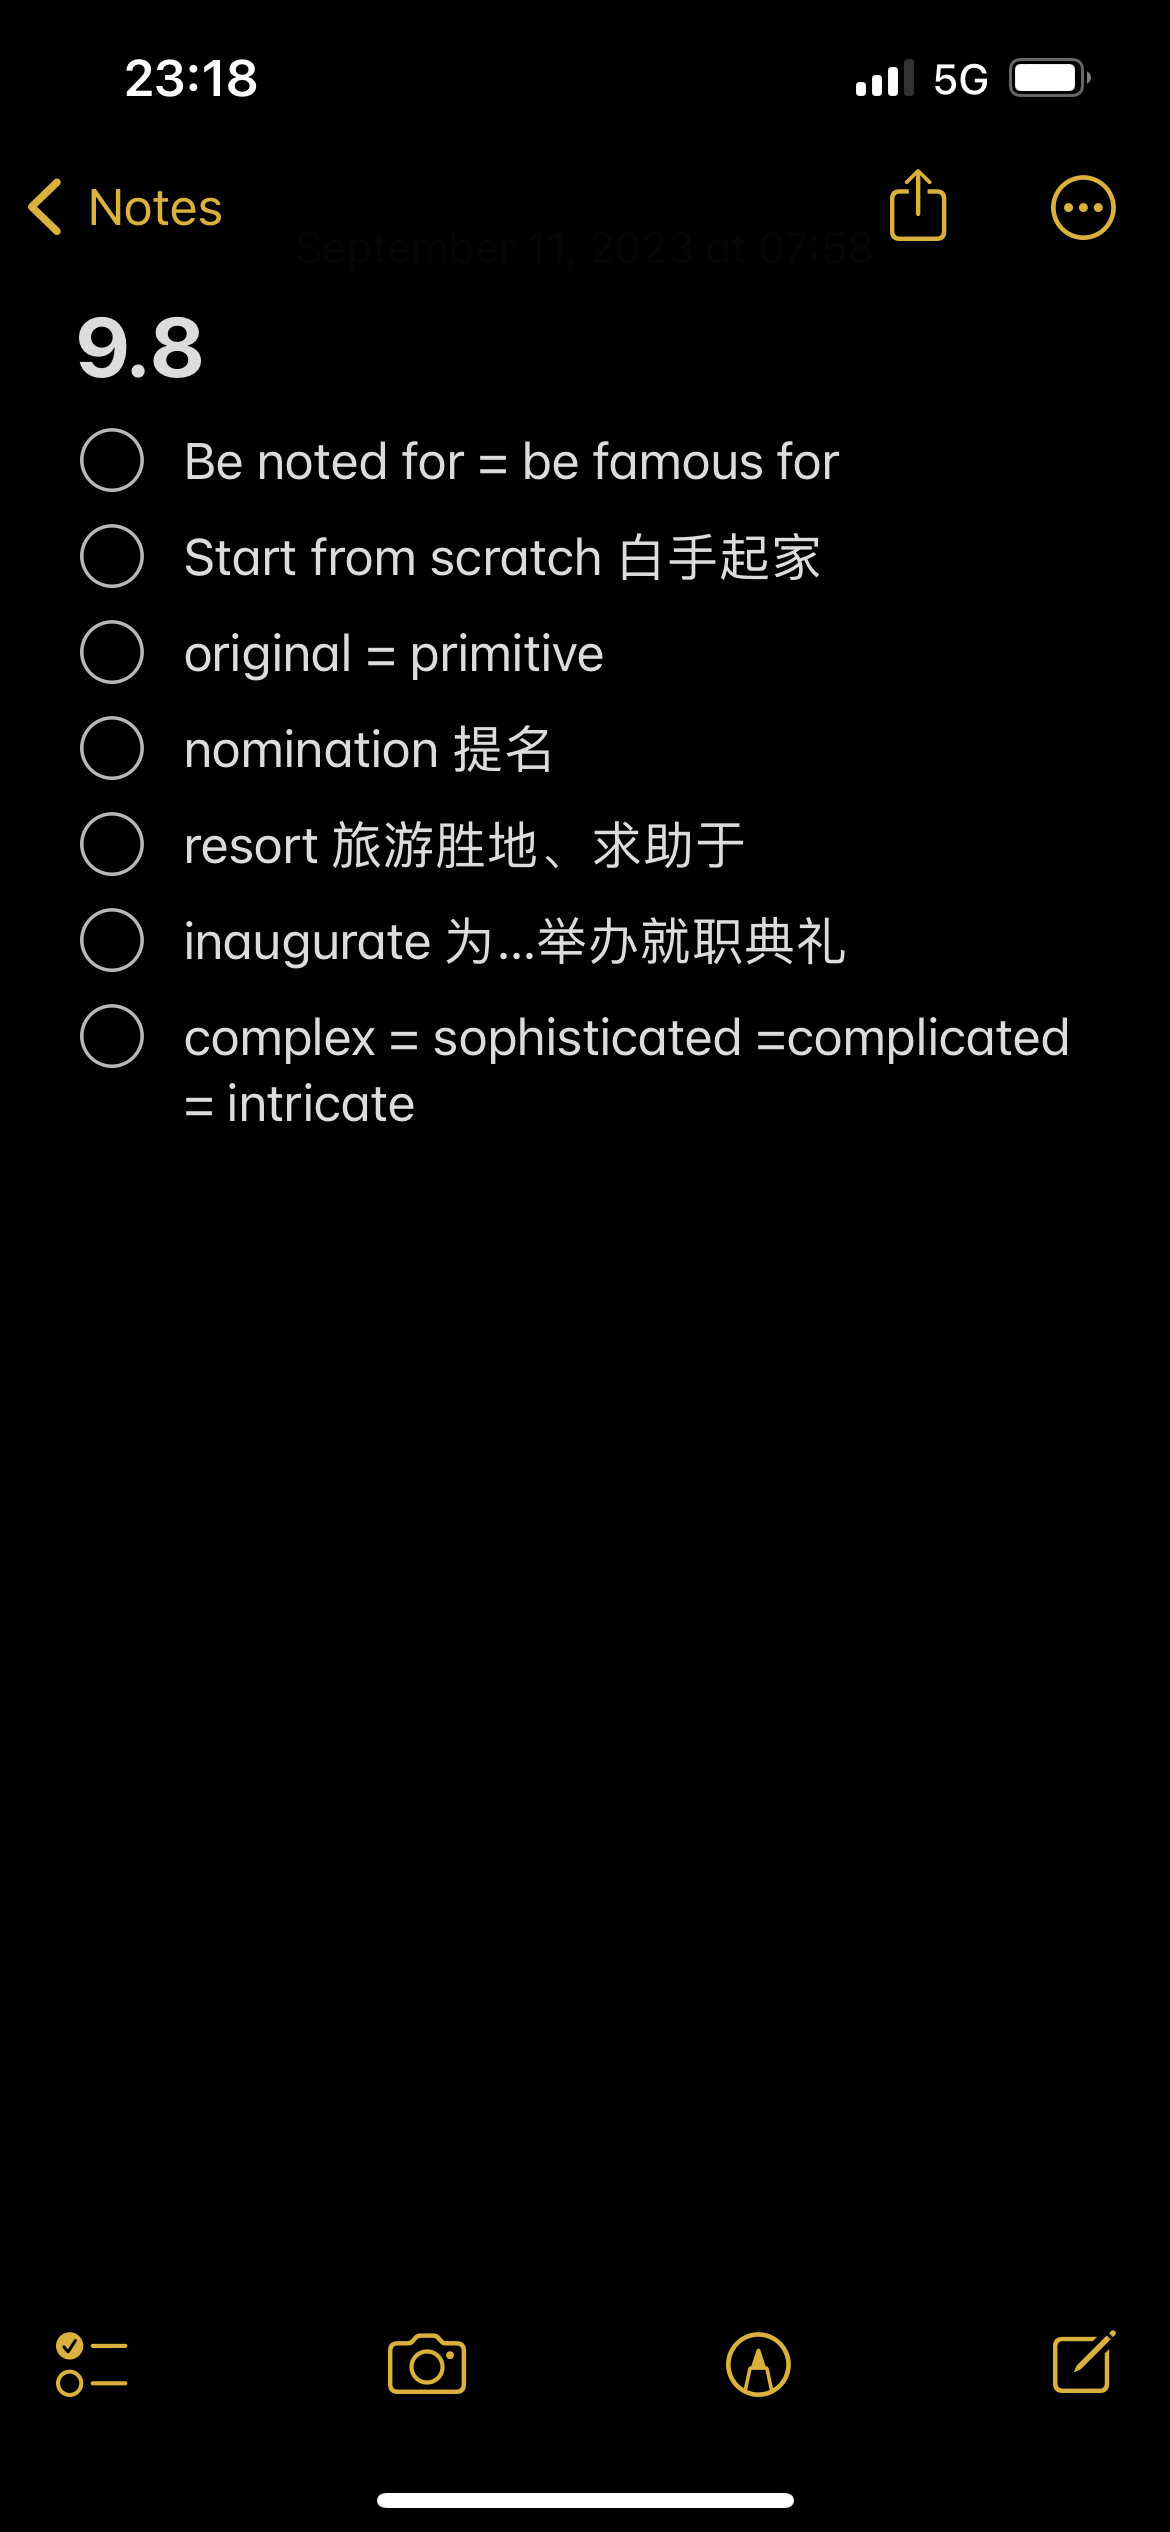 23:18
5G
Notes
September 11, 2023 at 07:58
9.8
Be noted for = be famous for
Start from scratch 白手起家
original = primitive
nomination 提名
resort 旅游胜地、求助于
inaugurate 为...举办就职典礼
complex = sophisticated =complicated
= intricate